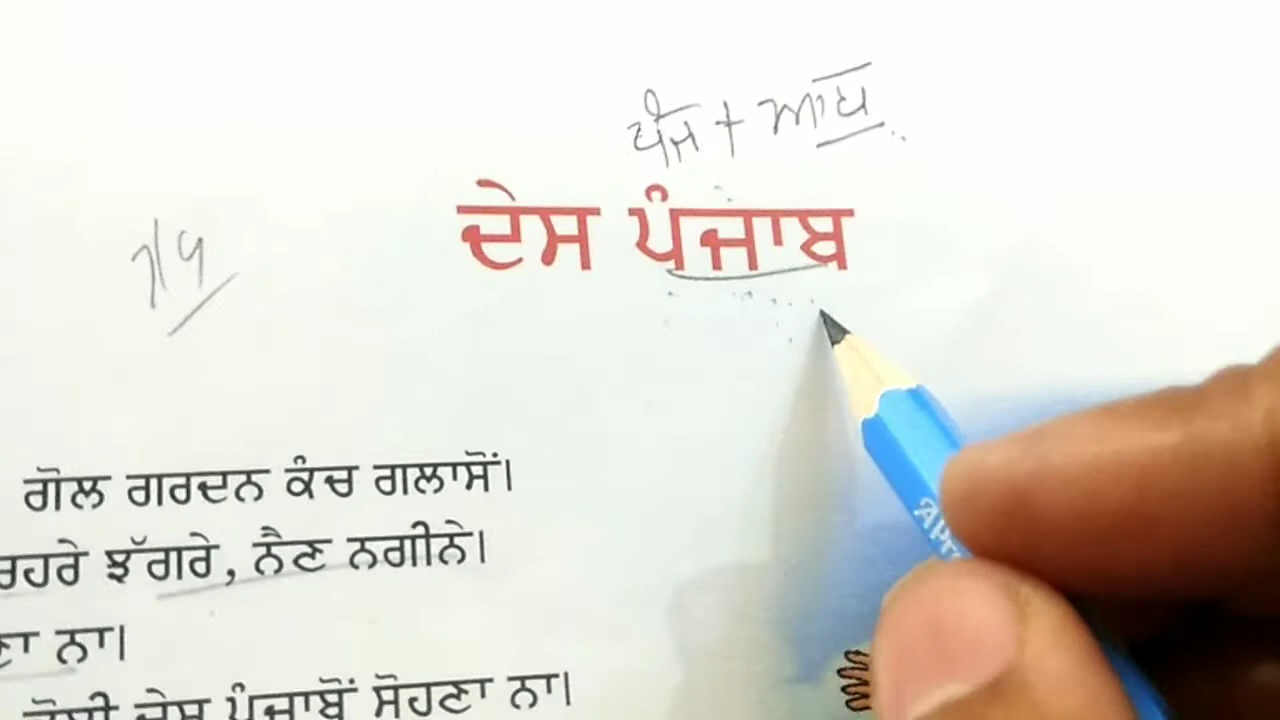 ਪੰਜ + ਆਬ
ਦੇਸ ਪੰਜਾਬ
ਗੋਲ ਗਰਦਨ ਕੰਚ ਗਲਾਸੋਂ।
ਝੱਗਰੇ, ਨੈਣ ਨਗੀਨੇ।
ਨਾ।
ਦੇਸ ਪੰਜਾਬੋਂ ਸੋਹਣਾ ਨਾ।